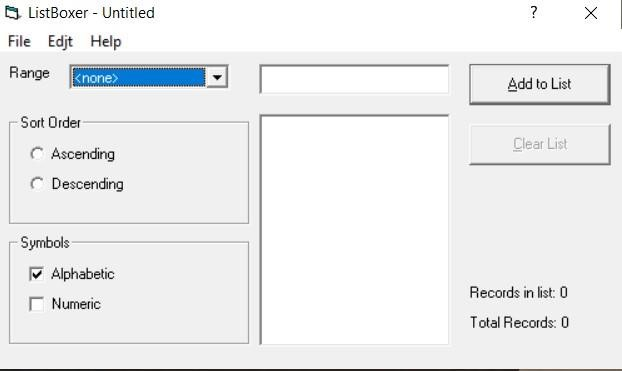 ListBoxer - Untitled
?
File Edjt Help
Range
<none>
Add to List
Sort Order
Ascending
Descending
Clear List
Symbols
Alphabetic
Numeric
Records in list: 0
Total Records: 0